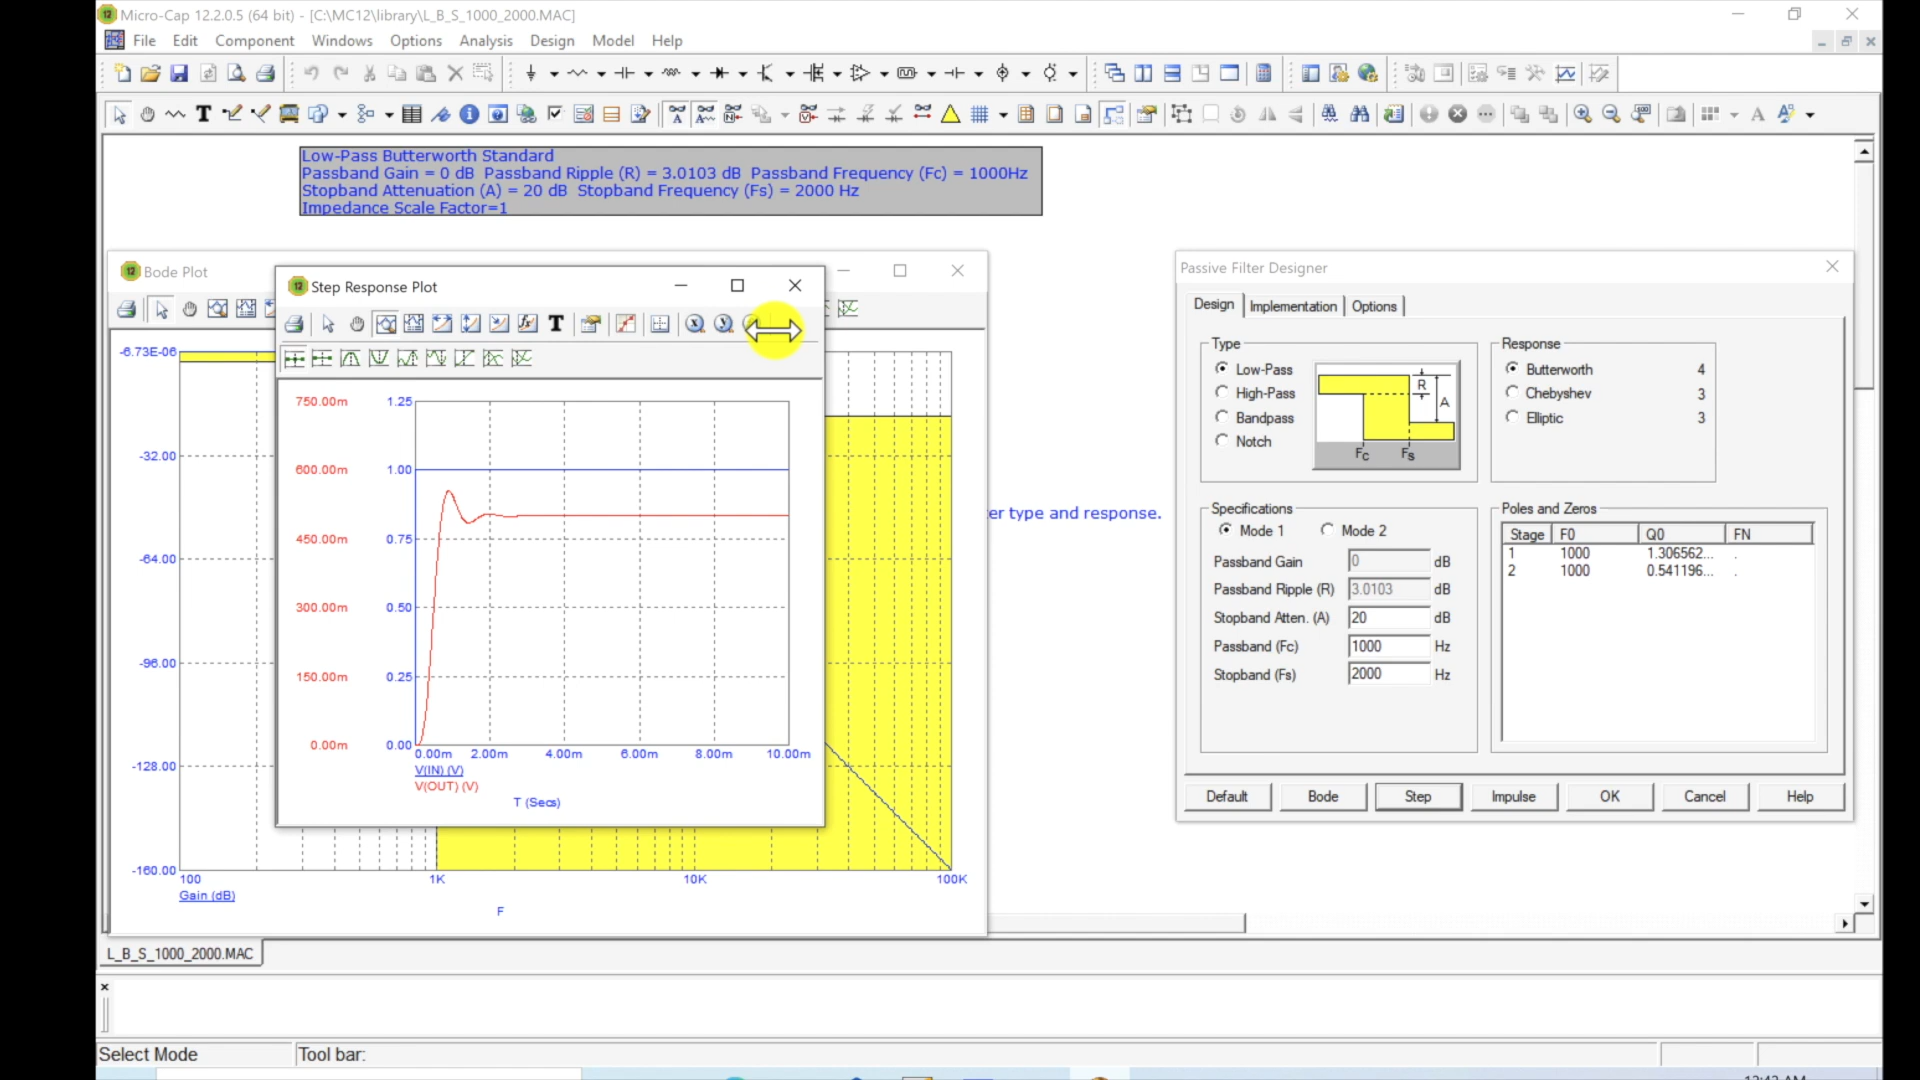 Micro-Cap 12.2.0.5 (64 bit) - [C:\MC12\library\L_B_S_1000_2000.MAC]
File Edit Component Windows Options Analysis Design Model Help
Low-Pass Butterworth Standard
Passband Gain = 0 dB Passband Ripple (R) = 3.0103 dB Passband Frequency (Fc) = 1000Hz
Stopband Attenuation (A) = 20 dB Stopband Frequency (Fs) = 2000 Hz
Impedance Scale Factor=1
Bode Plot
-6.73E-06
-32.00
-64.00
-96.00
-128.00
-160.00
100 1K 10K 100K
Gain (dB)
F
Step Response Plot
750.00m 1.25
600.00m 1.00
450.00m 0.75
300.00m 0.50
150.00m 0.25
0.00m 0.00
0.00m 2.00m 4.00m 6.00m 8.00m 10.00m
V(IN) (V)
V(OUT) (V)
T (Secs)
er type and response.
Passive Filter Designer
Design Implementation Options
Type
Low-Pass
High-Pass
Bandpass
Notch
R
A
Fc Fs
Response
Butterworth 4
Chebyshev 3
Elliptic 3
Specifications
Mode 1 Mode 2
Passband Gain 0 dB
Passband Ripple (R) 3.0103 dB
Stopband Atten. (A) 20 dB
Passband (Fc) 1000 Hz
Stopband (Fs) 2000 Hz
Poles and Zeros
Stage F0 Q0 FN
1 1000 1.306562... .
2 1000 0.541196... .
Default Bode Step Impulse OK Cancel Help
L_B_S_1000_2000.MAC
Select Mode Tool bar: